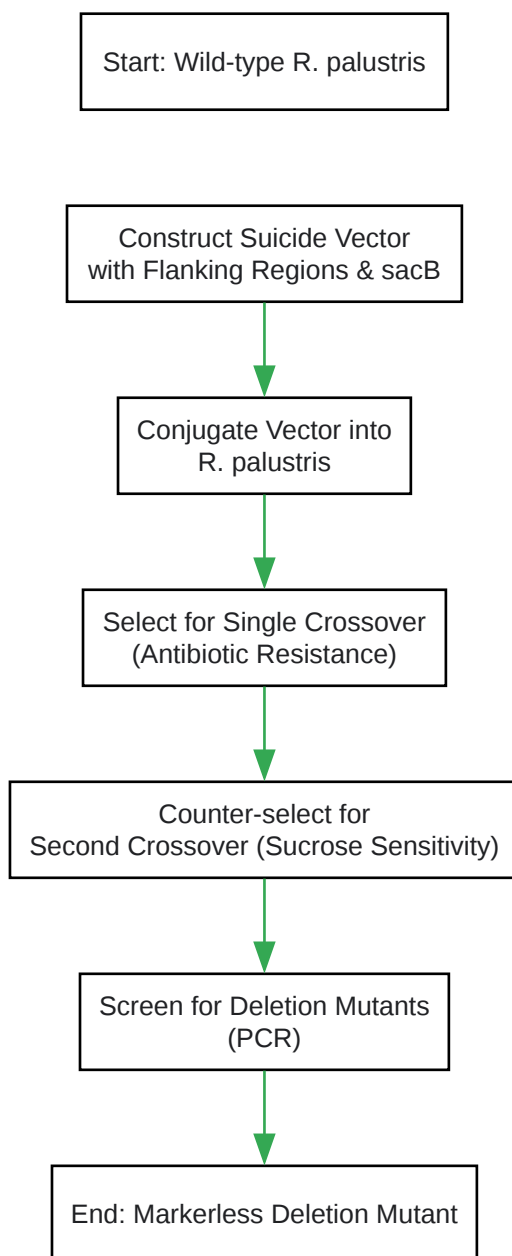 Start: Wild-type R. palustris
Construct Suicide Vector
with Flanking Regions & sacB
Conjugate Vector into
R. palustris
Select for Single Crossover
(Antibiotic Resistance)
Counter-select for
Second Crossover (Sucrose Sensitivity)
Screen for Deletion Mutants
(PCR)
End: Markerless Deletion Mutant